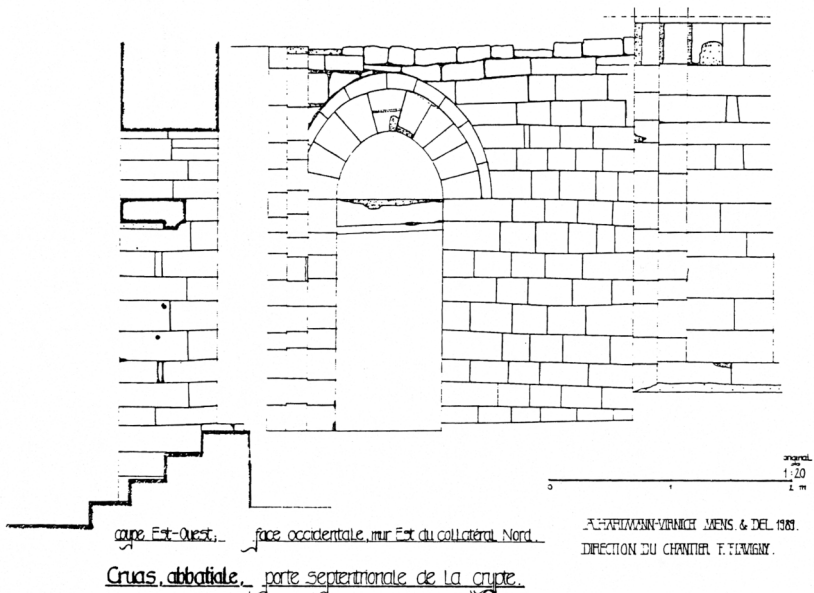 original
1:20
0 1 2 m
coupe Est-Ouest; face occidentale, mur Est du collatéral Nord.
A.HARTMANN-VIRNICH MENS. & DEL 1989.
DIRECTION DU CHANTIER F. FLAVIGNY.
Cruas, abbatiale, porte septentrionale de la crypte.